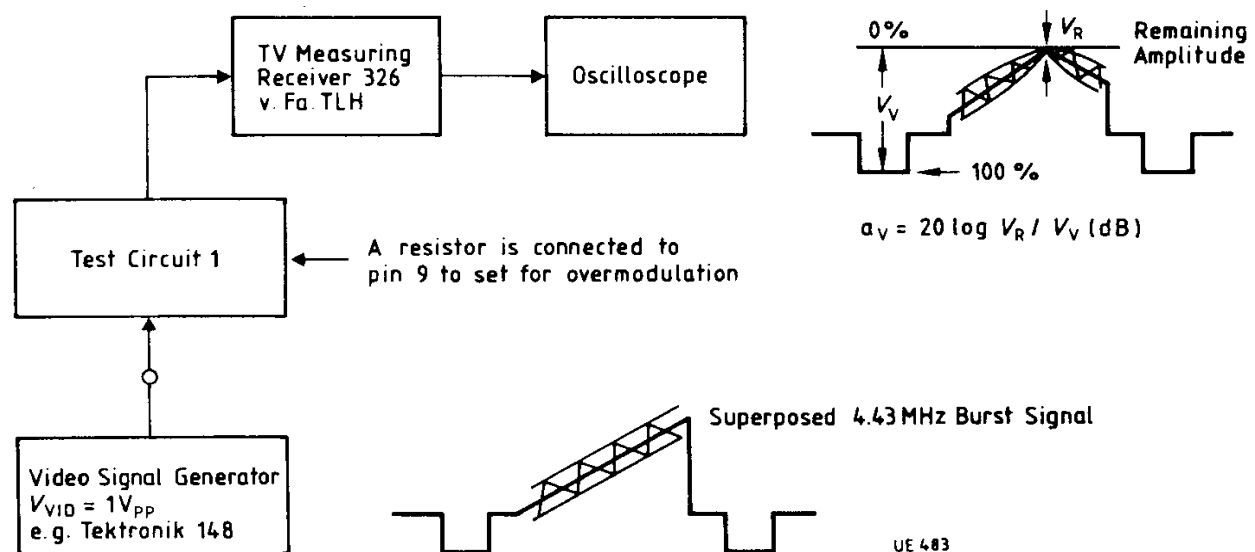 TV Measuring
Receiver 326
v. Fa. TLH
Oscilloscope
0%
V_R
Remaining
Amplitude
V_V
100 %
a_V = 20 log V_R / V_V (dB)
Test Circuit 1
A resistor is connected to
pin 9 to set for overmodulation
Video Signal Generator
V_VID = 1V_PP
e.g. Tektronik 148
Superposed 4.43 MHz Burst Signal
UE 483